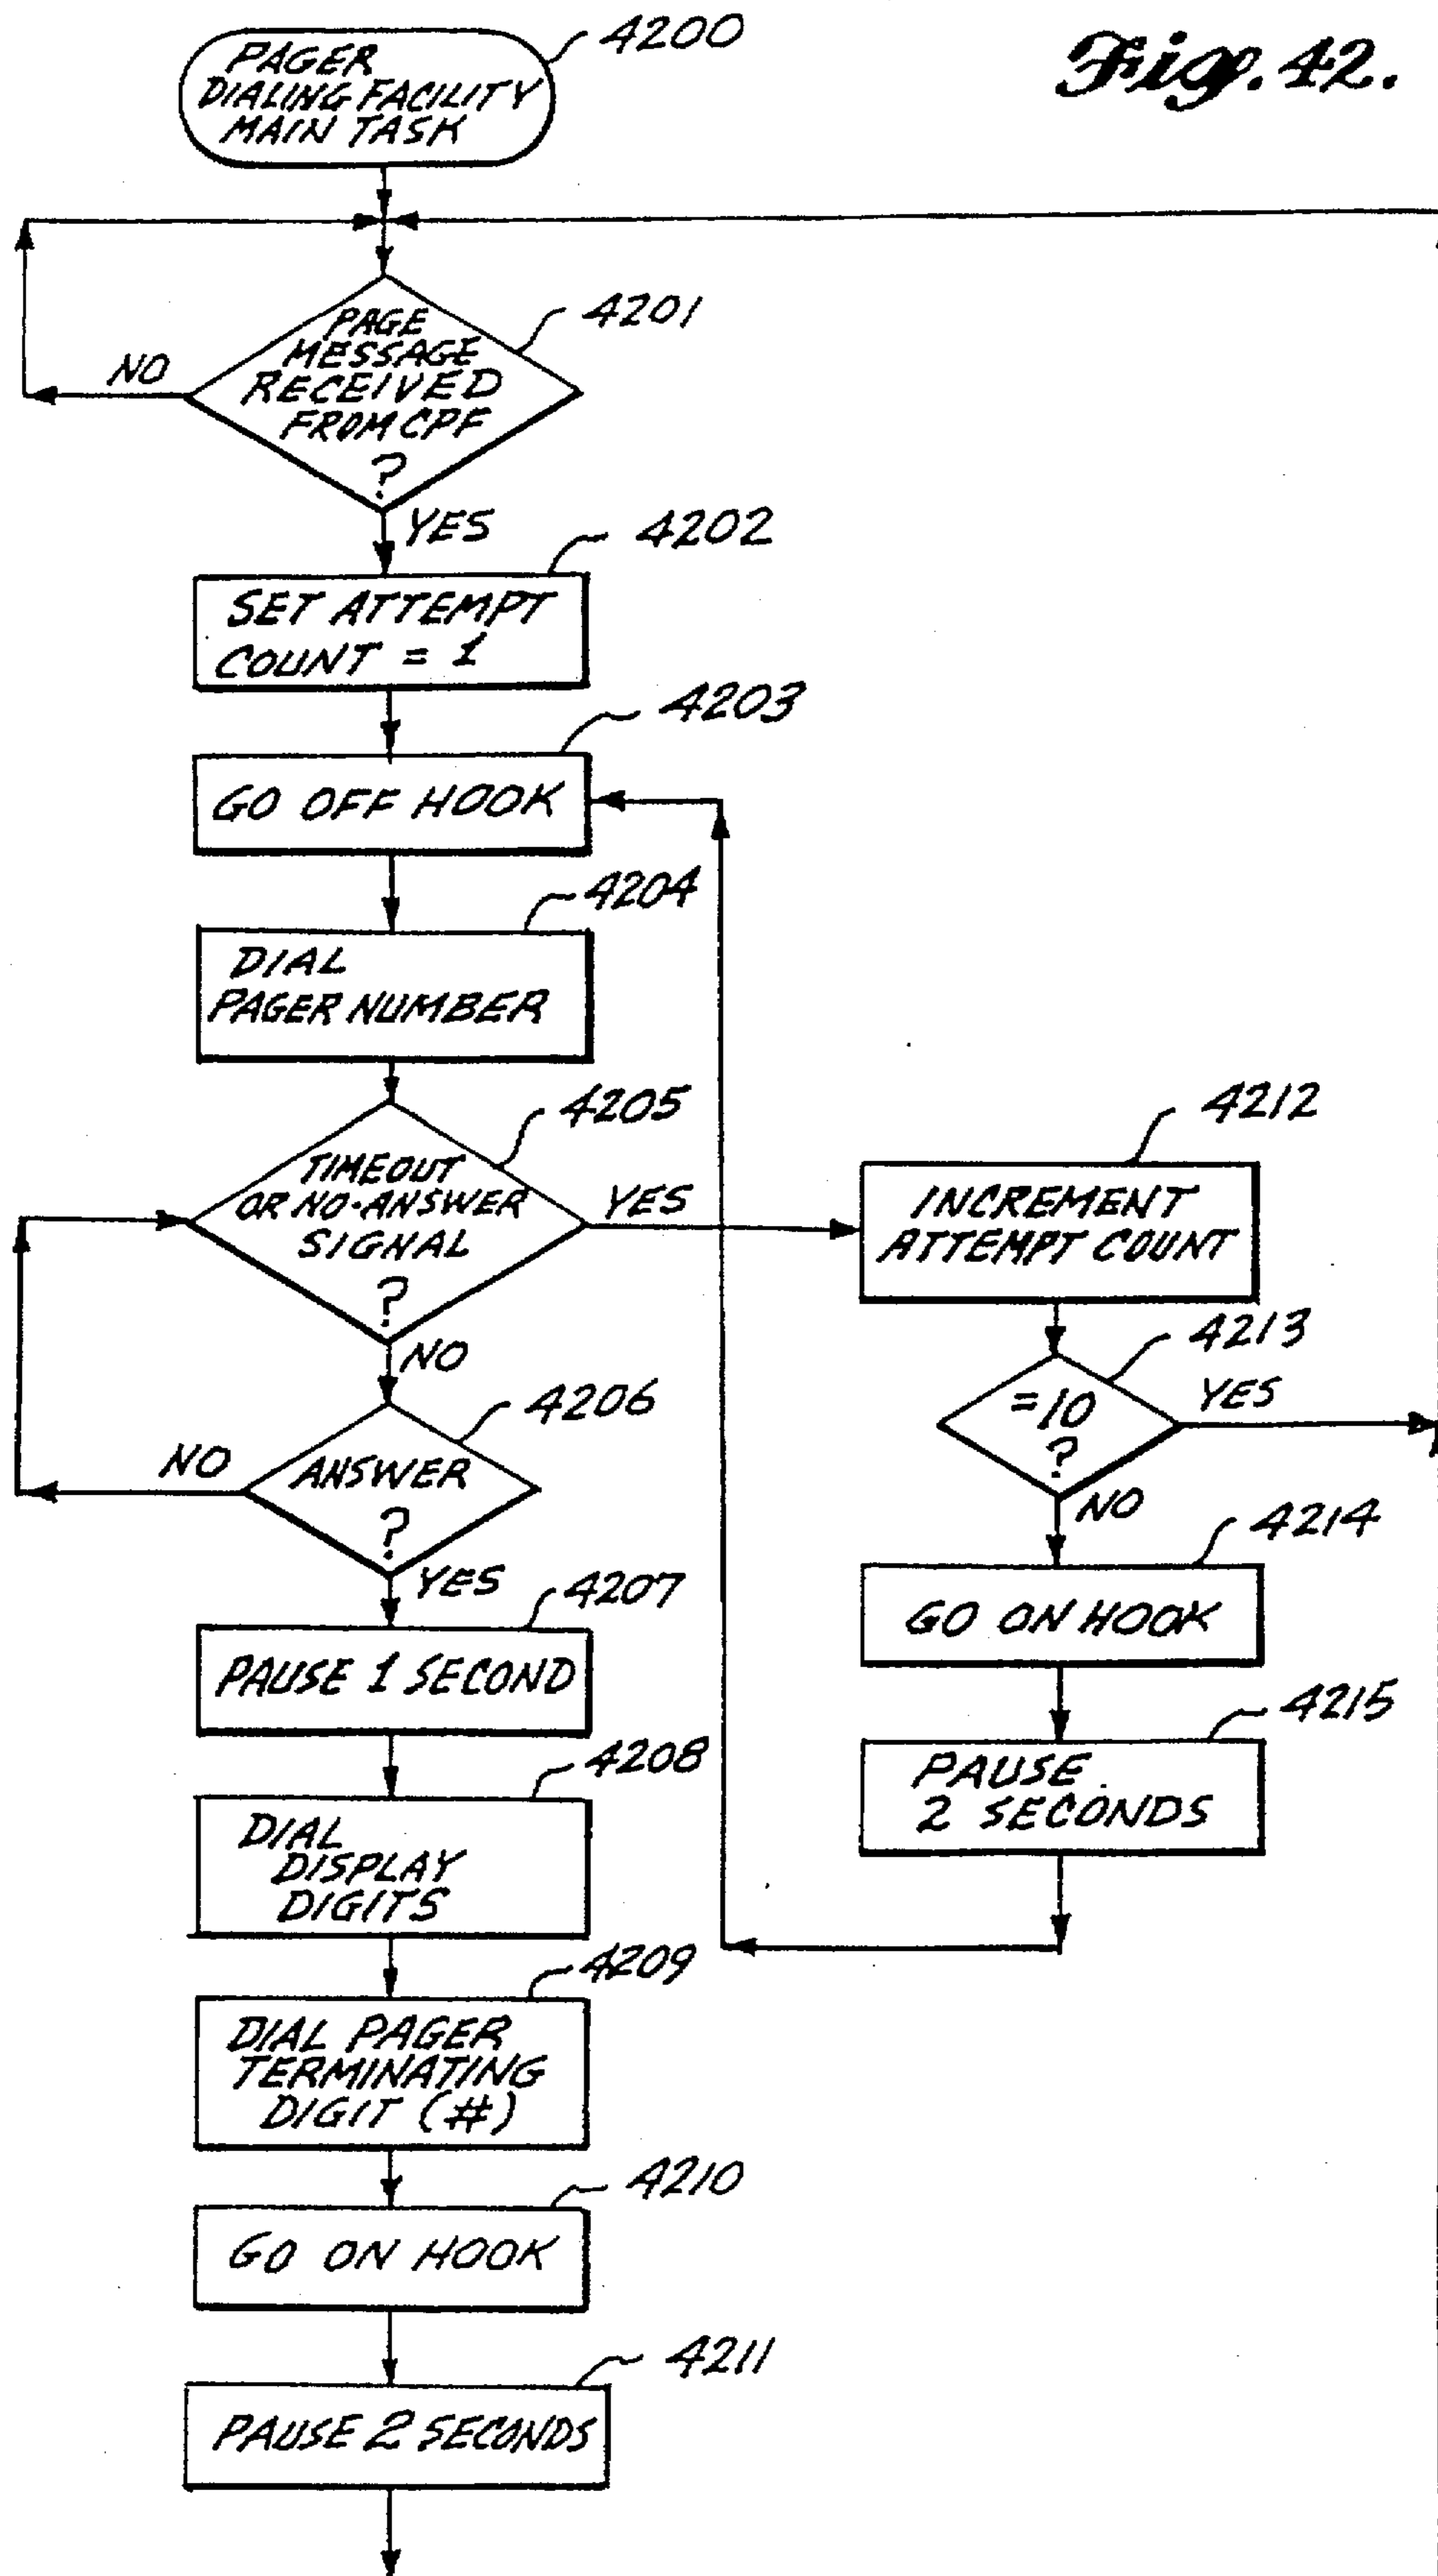 Fig. 42.
4200
PAGER
DIALING FACILITY
MAIN TASK
4201
PAGE
MESSAGE
RECEIVED
FROM CPF
?
NO
YES
4202
SET ATTEMPT
COUNT = 1
4203
GO OFF HOOK
4204
DIAL
PAGER NUMBER
4205
TIMEOUT
OR NO-ANSWER
SIGNAL
?
YES
NO
4206
ANSWER
?
NO
YES
4207
PAUSE 1 SECOND
4208
DIAL
DISPLAY
DIGITS
4209
DIAL PAGER
TERMINATING
DIGIT (#)
4210
GO ON HOOK
4211
PAUSE 2 SECONDS
4212
INCREMENT
ATTEMPT COUNT
4213
=10
?
YES
NO
4214
GO ON HOOK
4215
PAUSE
2 SECONDS